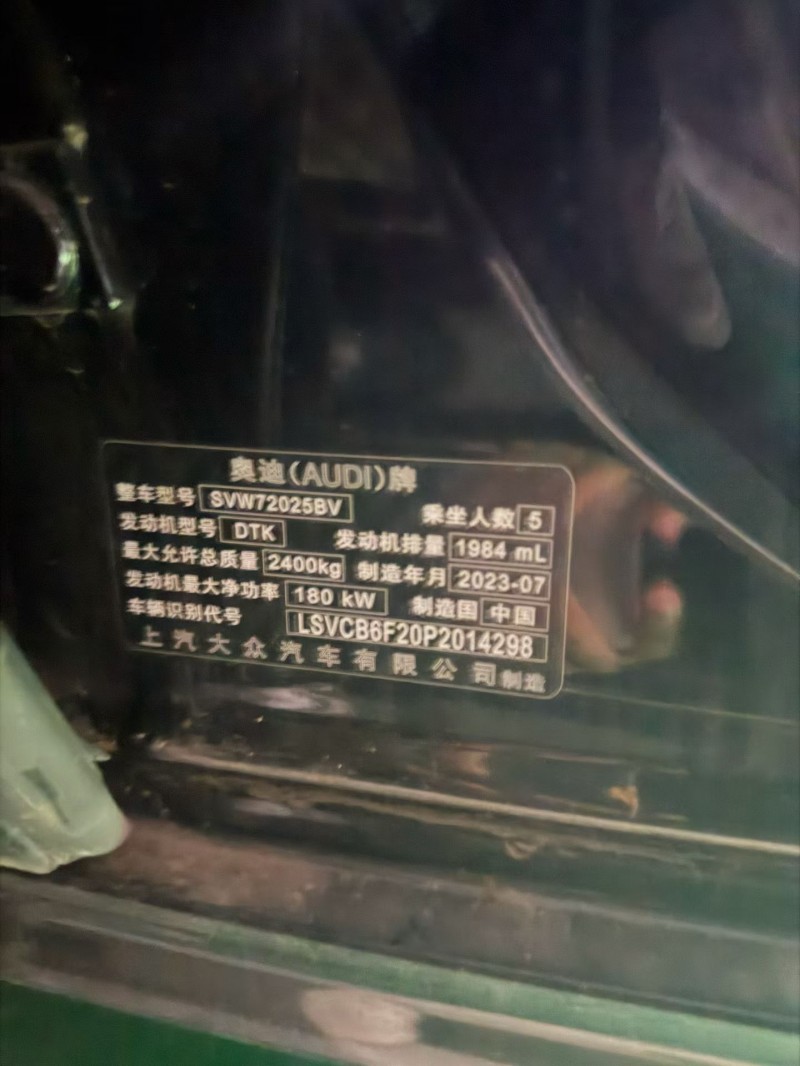 奥迪(AUDI)牌
整车型号 SVW72025BV 乘坐人数 5
发动机型号 DTK 发动机排量 1984 mL
最大允许总质量 2400kg 制造年月 2023-07
发动机最大净功率 180 kW 制造国 中国
车辆识别代号 LSVCB6F20P2014298
上汽大众汽车有限公司制造